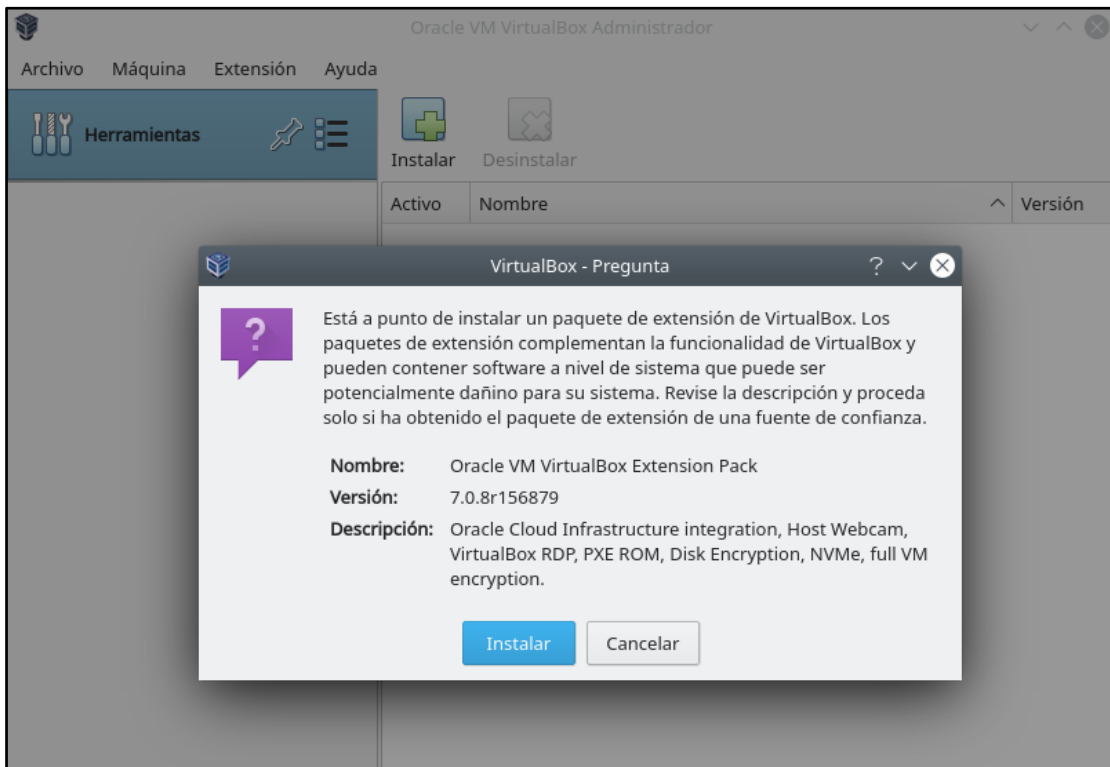 Oracle VM VirtualBox Administrador
Archivo Máquina Extensión Ayuda
Herramientas
Instalar Desinstalar
Activo Nombre Versión
VirtualBox - Pregunta
Está a punto de instalar un paquete de extensión de VirtualBox. Los
paquetes de extensión complementan la funcionalidad de VirtualBox y
pueden contener software a nivel de sistema que puede ser
potencialmente dañino para su sistema. Revise la descripción y proceda
solo si ha obtenido el paquete de extensión de una fuente de confianza.
Nombre: Oracle VM VirtualBox Extension Pack
Versión: 7.0.8r156879
Descripción: Oracle Cloud Infrastructure integration, Host Webcam,
VirtualBox RDP, PXE ROM, Disk Encryption, NVMe, full VM
encryption.
Instalar Cancelar